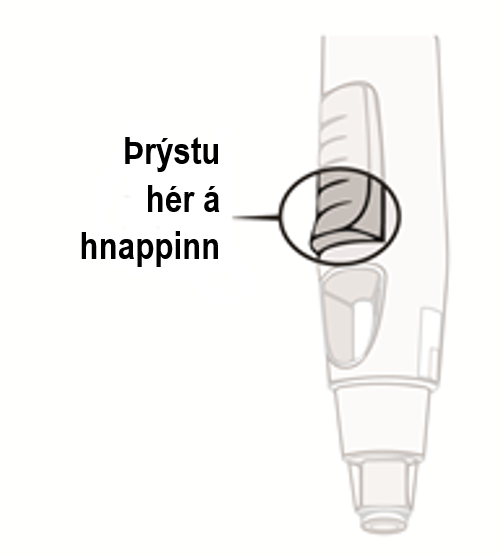 Þrýstu
hér á
hnappinn